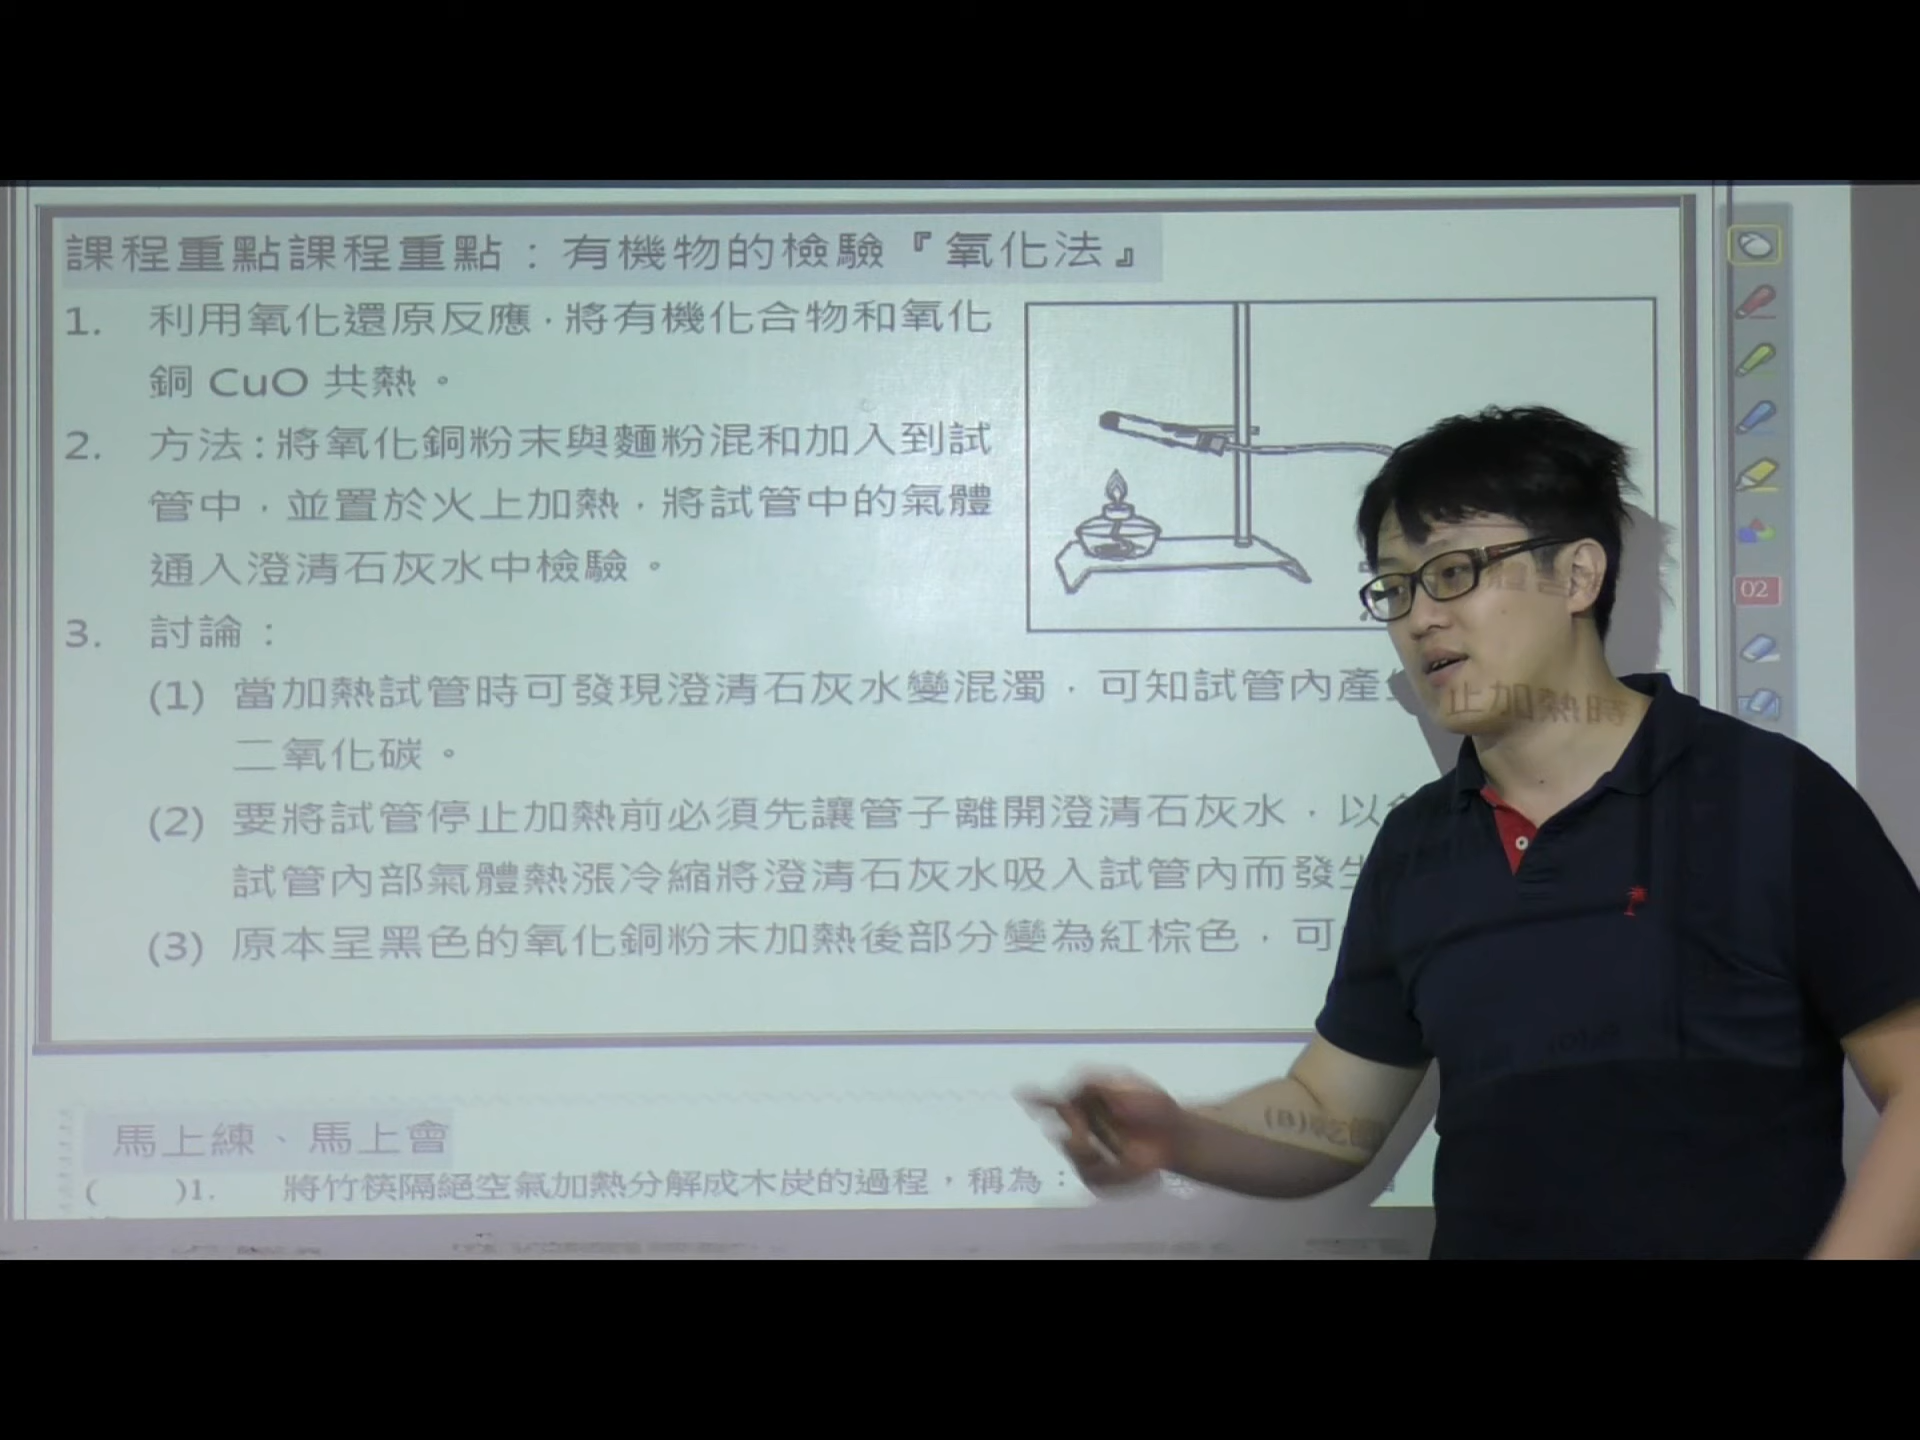 課程重點課程重點：有機物的檢驗『氧化法』
1. 利用氧化還原反應，將有機化合物和氧化
銅 CuO 共熱。
2. 方法：將氧化銅粉末與麵粉混和加入到試
管中，並置於火上加熱，將試管中的氣體
通入澄清石灰水中檢驗。
3. 討論：
(1) 當加熱試管時可發現澄清石灰水變混濁，可知試管內產
止加熱時
二氧化碳。
(2) 要將試管停止加熱前必須先讓管子離開澄清石灰水，以
試管內部氣體熱漲冷縮將澄清石灰水吸入試管內而發生
(3) 原本呈黑色的氧化銅粉末加熱後部分變為紅棕色，可
02
馬上練、馬上會
(B)乾
( )1. 將竹筷隔絕空氣加熱分解成木炭的過程，稱為：